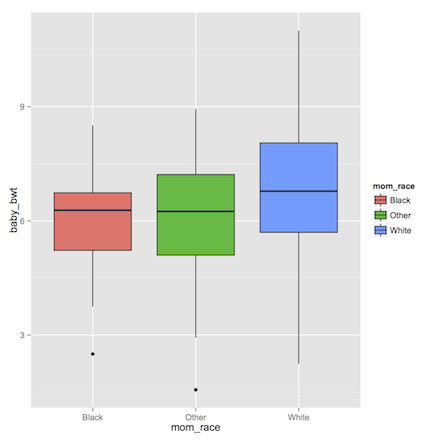 baby_bwt
9
6
3
Black
Other
White
mom_race
mom_race
Black
Other
White